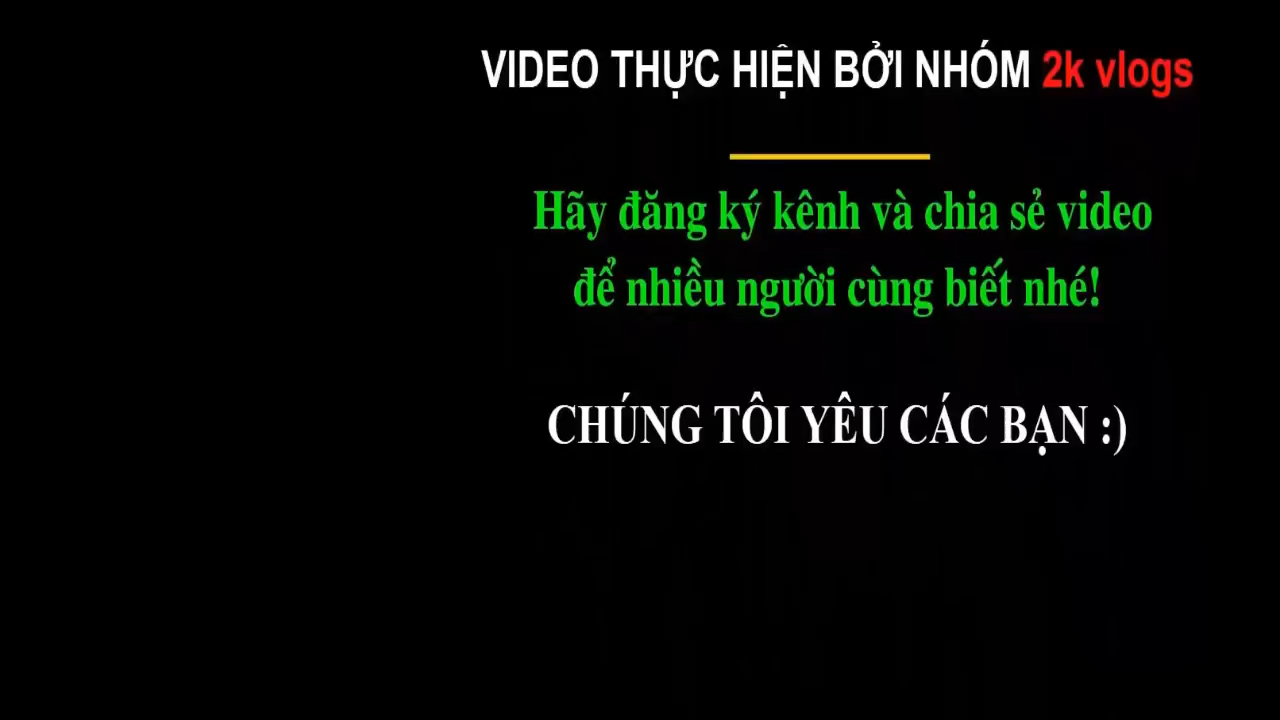 VIDEO THỰC HIỆN BỞI NHÓM 2k vlogs
Hãy đăng ký kênh và chia sẻ video
để nhiều người cùng biết nhé!
CHÚNG TÔI YÊU CÁC BẠN :)